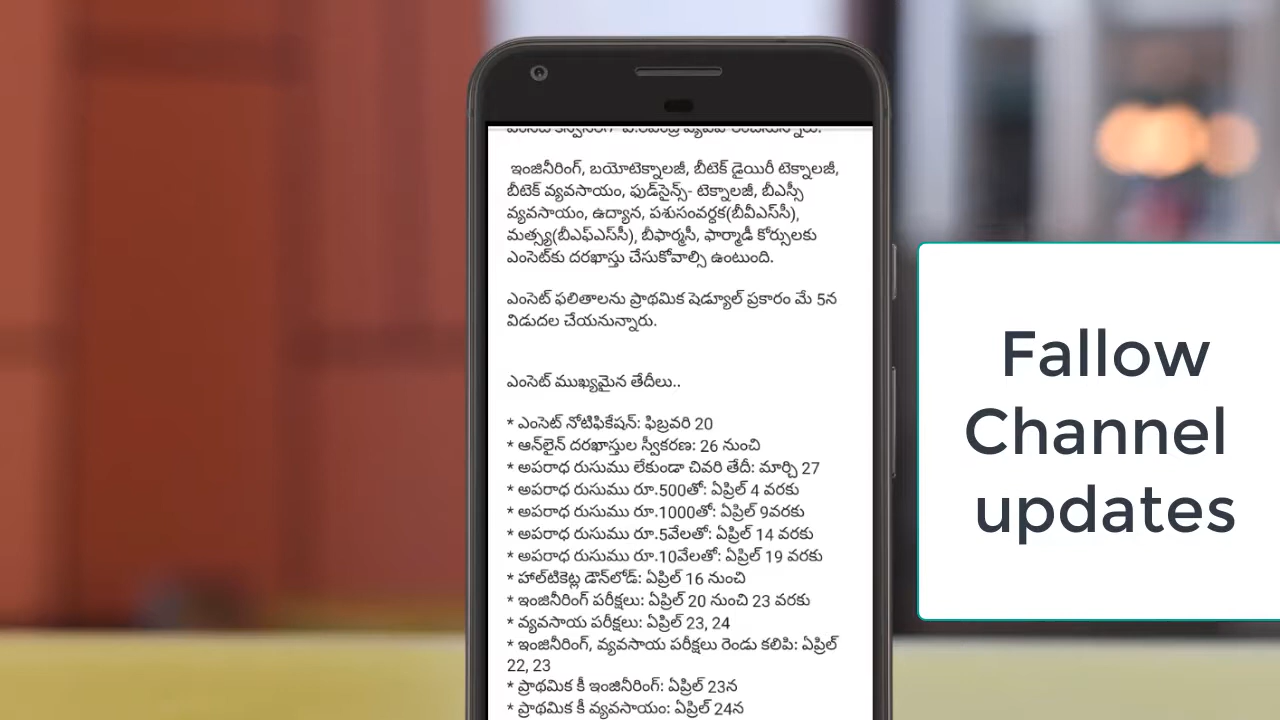 ఇంజినీరింగ్, బయోటెక్నాలజీ, బీటెక్ డైయిరీ టెక్నాలజీ,
బీటెక్ వ్యవసాయం, ఫుడ్‌సైన్స్- టెక్నాలజీ, బీఎస్సీ
వ్యవసాయం, ఉద్యాన, పశుసంవర్థక(బీవీఎస్‌సీ),
మత్స్య(బీఎఫ్ఎస్‌సీ), బీఫార్మసీ, ఫార్మాడీ కోర్సులకు
ఎంసెట్‌కు దరఖాస్తు చేసుకోవాల్సి ఉంటుంది.
ఎంసెట్ ఫలితాలను ప్రాథమిక షెడ్యూల్ ప్రకారం మే 5న
విడుదల చేయనున్నారు.
ఎంసెట్ ముఖ్యమైన తేదీలు..
* ఎంసెట్ నోటిఫికేషన్: ఫిబ్రవరి 20
* ఆన్‌లైన్ దరఖాస్తుల స్వీకరణ: 26 నుంచి
* అపరాధ రుసుము లేకుండా చివరి తేదీ: మార్చి 27
* అపరాధ రుసుము రూ.500తో: ఏప్రిల్ 4 వరకు
* అపరాధ రుసుము రూ.1000తో: ఏప్రిల్ 9వరకు
* అపరాధ రుసుము రూ.5వేలతో: ఏప్రిల్ 14 వరకు
* అపరాధ రుసుము రూ.10వేలతో: ఏప్రిల్ 19 వరకు
* హాల్‌టికెట్ల డౌన్‌లోడ్: ఏప్రిల్ 16 నుంచి
* ఇంజినీరింగ్ పరీక్షలు: ఏప్రిల్ 20 నుంచి 23 వరకు
* వ్యవసాయ పరీక్షలు: ఏప్రిల్ 23, 24
* ఇంజినీరింగ్, వ్యవసాయ పరీక్షలు రెండు కలిపి: ఏప్రిల్
22, 23
* ప్రాథమిక కీ ఇంజినీరింగ్: ఏప్రిల్ 23న
* ప్రాథమిక కీ వ్యవసాయం: ఏప్రిల్ 24న
Fallow
Channel
updates